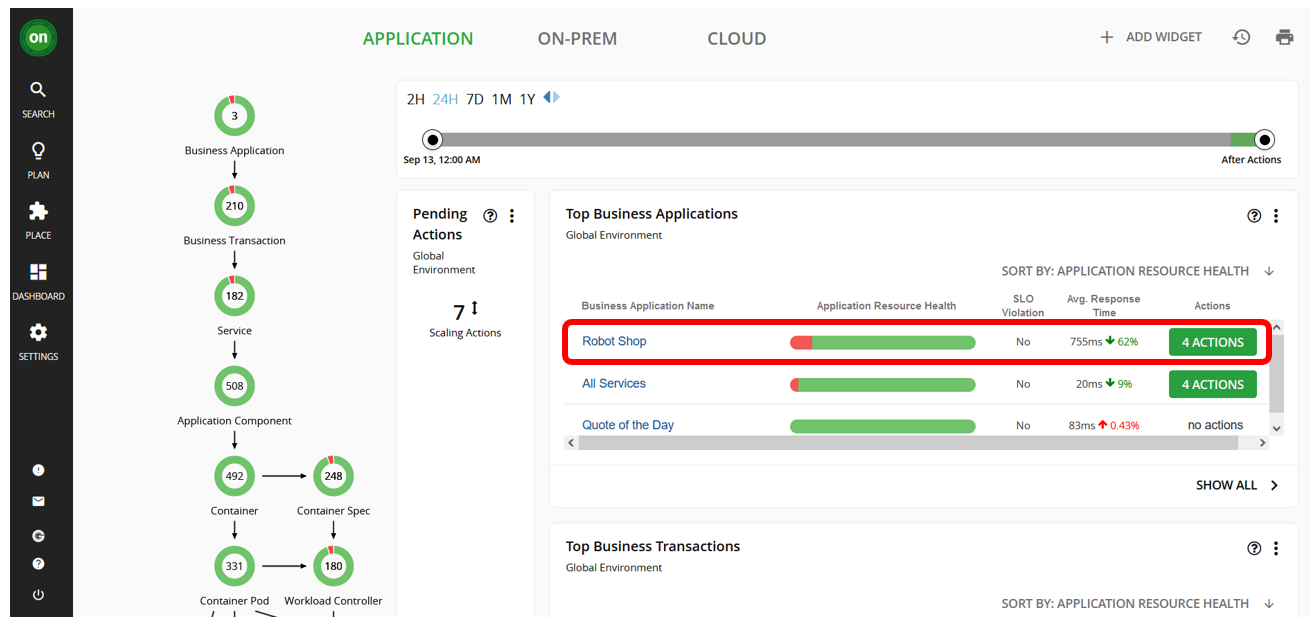 on
SEARCH
PLAN
PLACE
DASHBOARD
SETTINGS
APPLICATION ON-PREM CLOUD
+ ADD WIDGET
3
Business Application
210
Business Transaction
182
Service
508
Application Component
492 248
Container Container Spec
331 180
Container Pod Workload Controller
2H 24H 7D 1M 1Y
Sep 13, 12:00 AM After Actions
Pending
Actions
Global
Environment
7
Scaling Actions
Top Business Applications
Global Environment
SORT BY: APPLICATION RESOURCE HEALTH
Business Application Name Application Resource Health SLO Violation Avg. Response Time Actions
Robot Shop No 755ms 62% 4 ACTIONS
All Services No 20ms 9% 4 ACTIONS
Quote of the Day No 83ms 0.43% no actions
SHOW ALL
Top Business Transactions
Global Environment
SORT BY: APPLICATION RESOURCE HEALTH